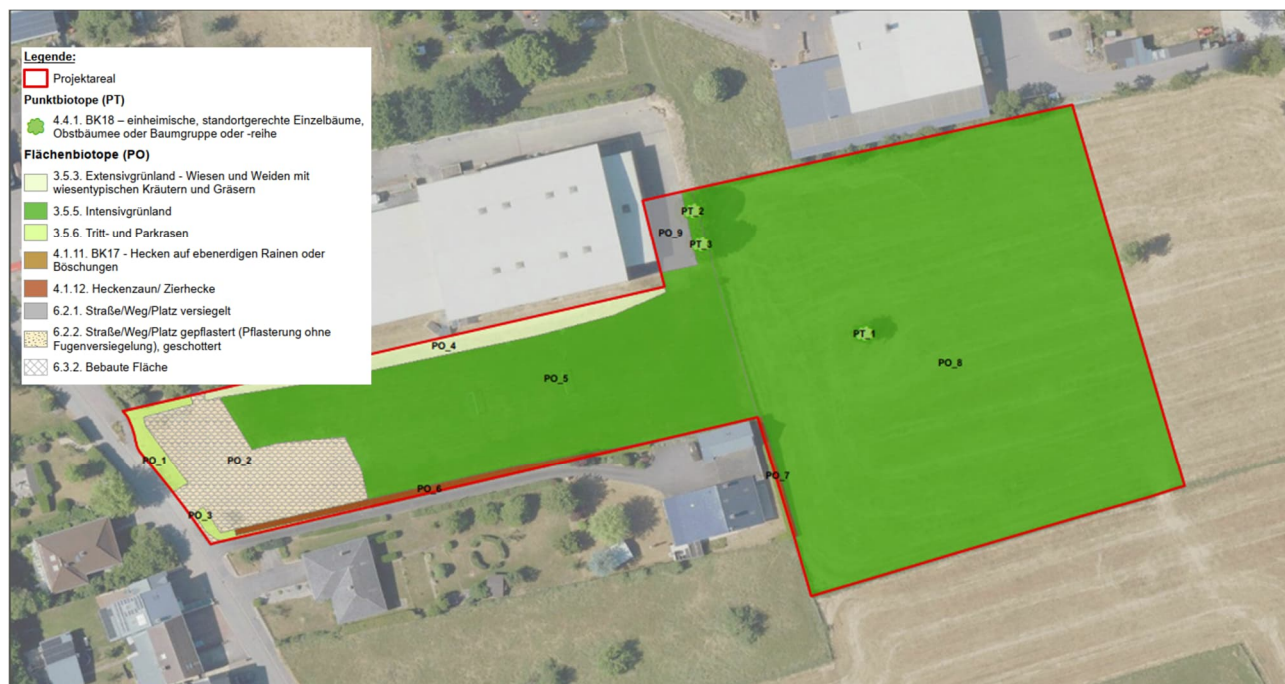 Legende:
Projektareal
Punktbiotope (PT)
4.4.1. BK18 – einheimische, standortgerechte Einzelbäume,
Obstbäumee oder Baumgruppe oder -reihe
Flächenbiotope (PO)
3.5.3. Extensivgrünland - Wiesen und Weiden mit
wiesentypischen Kräutern und Gräsern
3.5.5. Intensivgrünland
3.5.6. Tritt- und Parkrasen
4.1.11. BK17 - Hecken auf ebenerdigen Rainen oder
Böschungen
4.1.12. Heckenzaun/ Zierhecke
6.2.1. Straße/Weg/Platz versiegelt
6.2.2. Straße/Weg/Platz gepflastert (Pflasterung ohne
Fugenversiegelung), geschottert
6.3.2. Bebaute Fläche
PT_2
PO_9
PT_3
PT_1
PO_4
PO_8
PO_5
PO_1
PO_2
PO_7
PO_6
PO_3